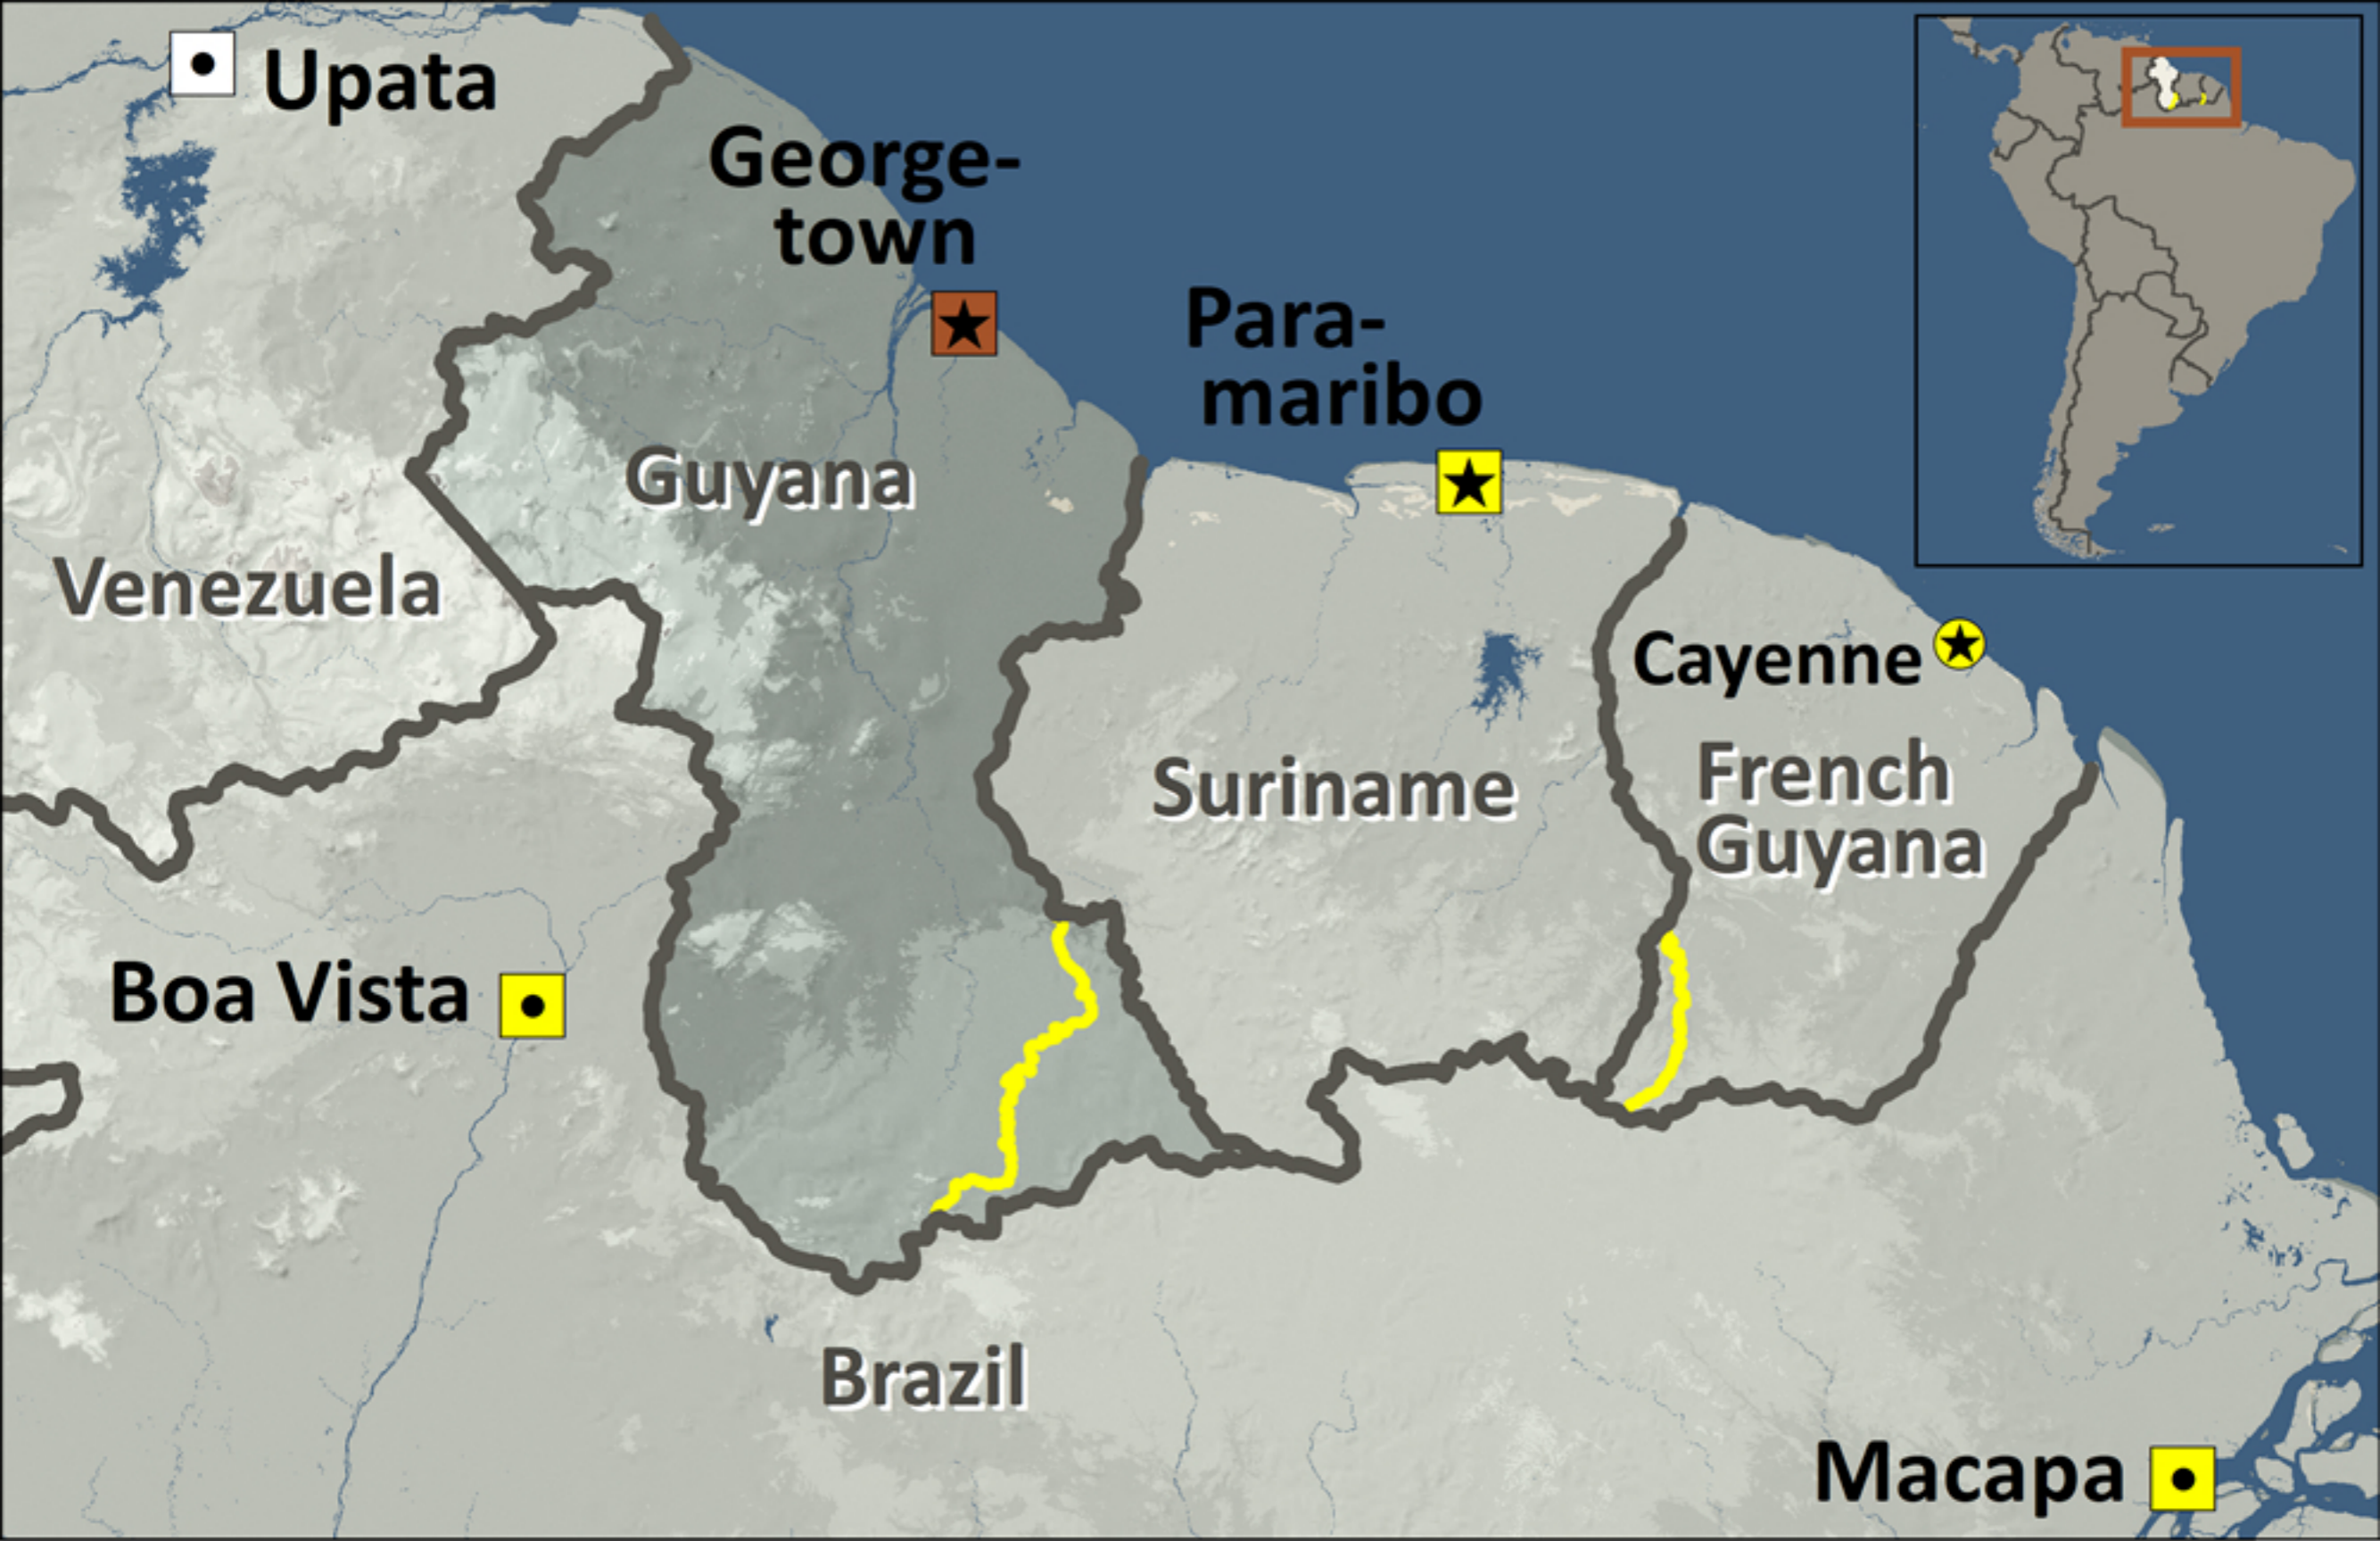 Upata
George-
town
Para-
maribo
Guyana
Venezuela
Cayenne
French
Guyana
Suriname
Boa Vista
Brazil
Macapa